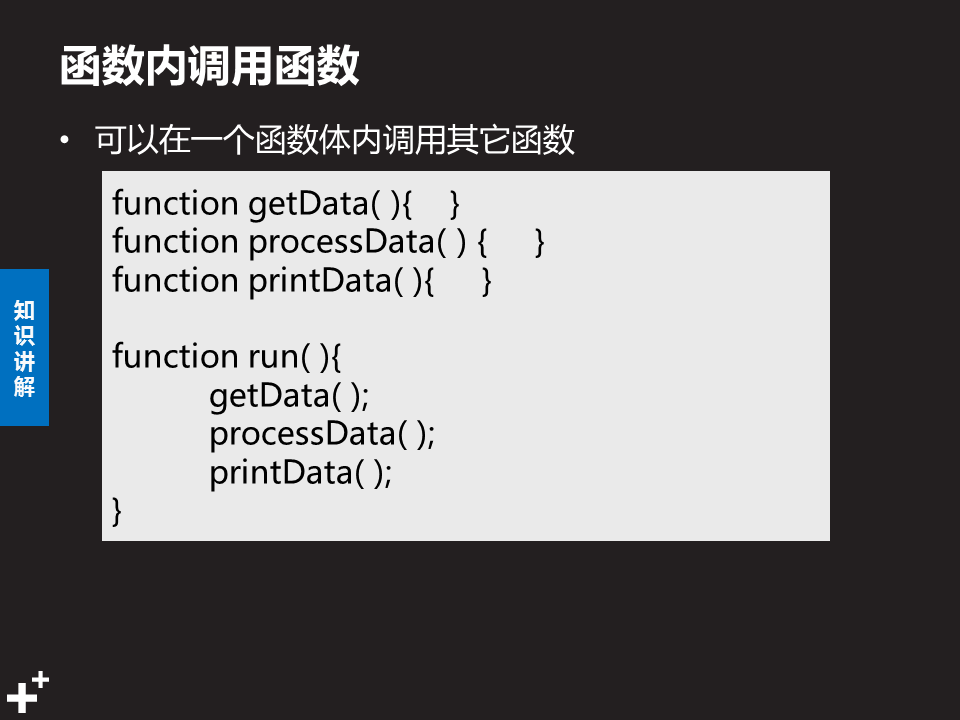 函数内调用函数
• 可以在一个函数体内调用其它函数
function getData( ){    }
function processData( ) {      }
function printData( ){      }
function run( ){
getData( );
processData( );
printData( );
}
知
识
讲
解